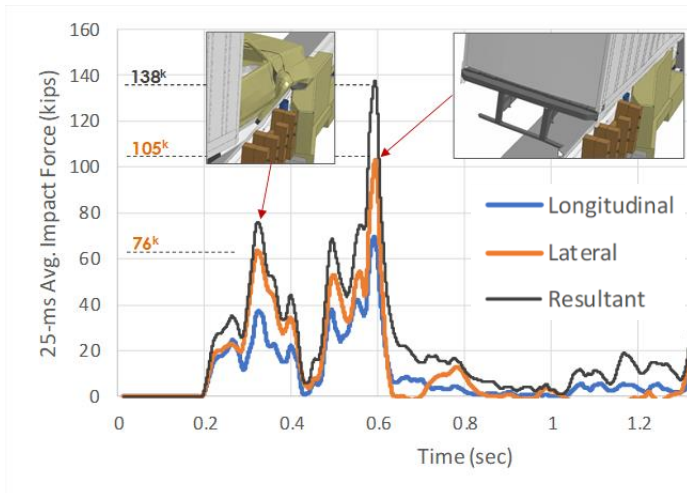 160
140
120
100
80
60
40
20
0
25-ms Avg. Impact Force (kips)
138k
105k
76k
Longitudinal
Lateral
Resultant
0
0.2
0.4
0.6
0.8
1
1.2
Time (sec)